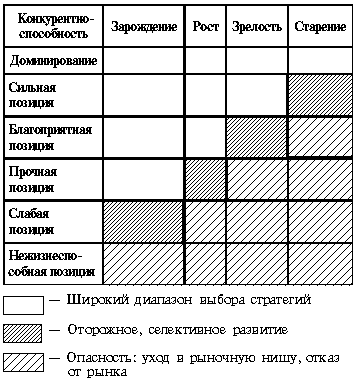 Конкурентно-
способность
Зарождение
Рост
Зрелость
Старение
Доминирование
Сильная
позиция
Благоприятная
позиция
Прочная
позиция
Слабая
позиция
Нежизнеспо-
собная позиция
— Широкий диапазон выбора стратегий
— Оторожное, селективное развитие
— Опасность: уход в рыночную нишу, отказ
от рынка